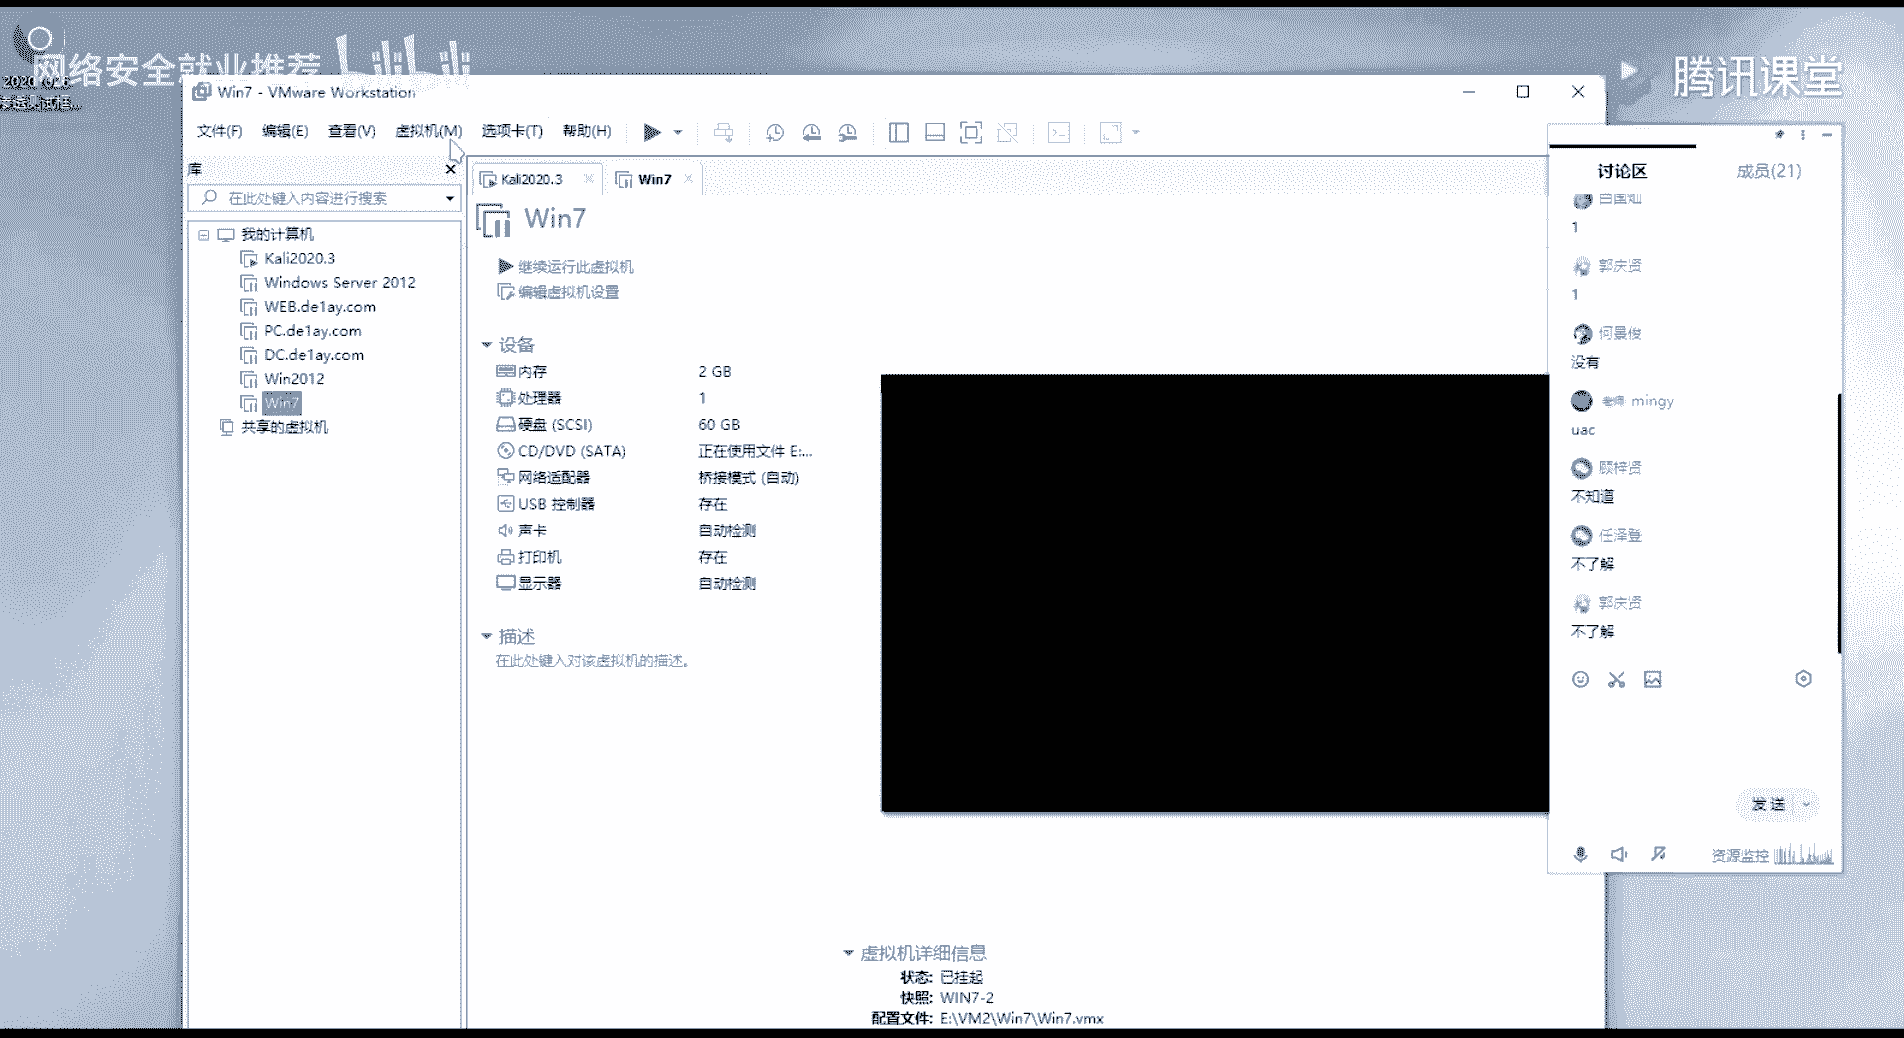 网络安全就业推荐
bilibili
腾讯课堂
Win7 - VMware Workstation
文件(F) 编辑(E) 查看(V) 虚拟机(M) 选项卡(T) 帮助(H)
库
在此处键入内容进行搜索
我的计算机
Kali2020.3
Windows Server 2012
WEB.de1ay.com
PC.de1ay.com
DC.de1ay.com
Win2012
Win7
共享的虚拟机
Kali2020.3
Win7
Win7
继续运行此虚拟机
编辑虚拟机设置
设备
内存 2 GB
处理器 1
硬盘 (SCSI) 60 GB
CD/DVD (SATA) 正在使用文件 E:...
网络适配器 桥接模式 (自动)
USB 控制器 存在
声卡 自动检测
打印机 存在
显示器 自动检测
描述
在此处键入对该虚拟机的描述。
虚拟机详细信息
状态: 已挂起
快照: WIN7-2
配置文件: E:\VM2\Win7\Win7.vmx
讨论区 成员(21)
1
郭庆贤
1
何景俊
没有
老师 mingy
uac
顾梓贤
不知道
任泽登
不了解
郭庆贤
不了解
发送
资源监控